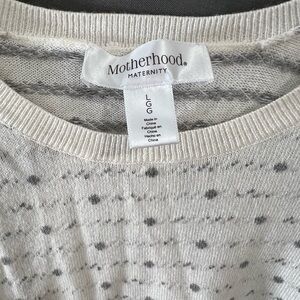 Motherhood®
MATERNITY
L
G
G
Made in
China
Fabriqué en
Chine
Hecho en
China